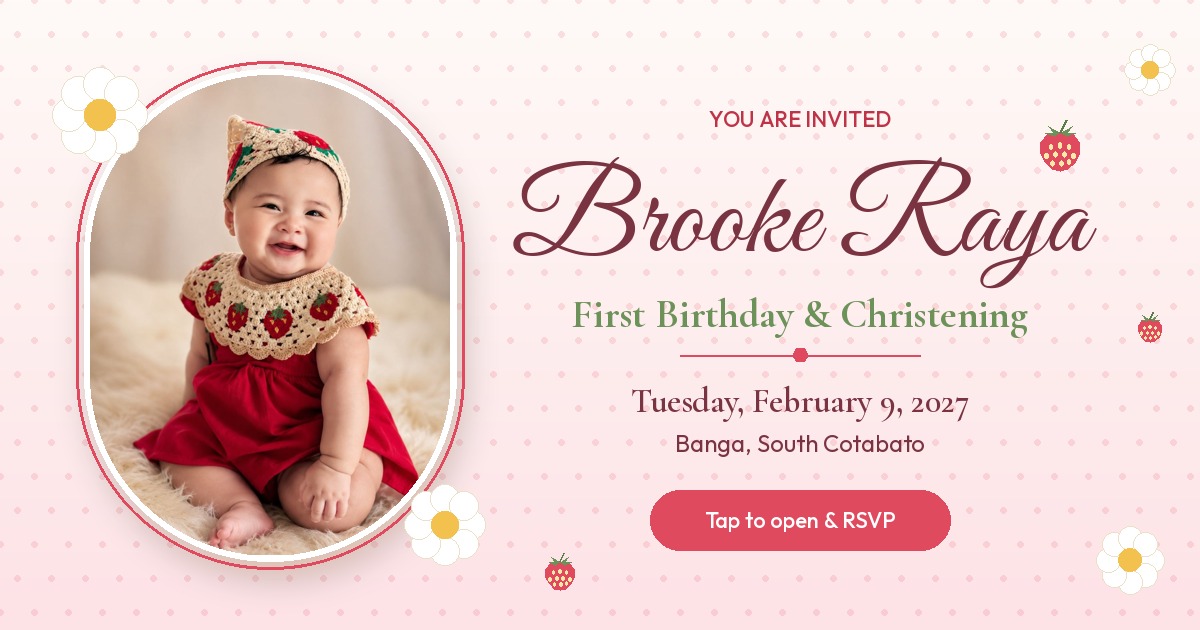 YOU ARE INVITED
Brooke Raya
First Birthday & Christening
Tuesday, February 9, 2027
Banga, South Cotabato
Tap to open & RSVP